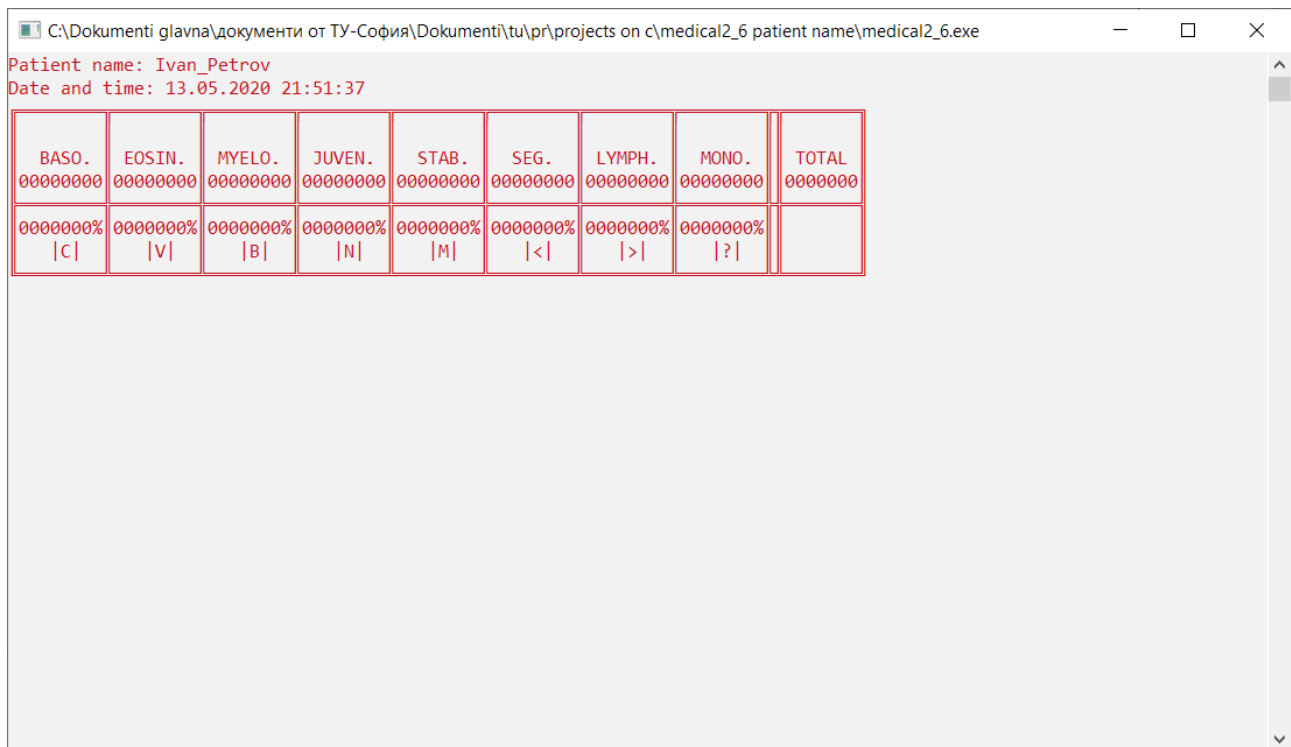 C:\Dokumenti glavna\документи от ТУ-София\Dokumenti\tu\pr\projects on c\medical2_6 patient name\medical2_6.exe
Patient name: Ivan_Petrov
Date and time: 13.05.2020 21:51:37
BASO. EOSIN. MYELO. JUVEN. STAB. SEG. LYMPH. MONO. TOTAL
00000000 00000000 00000000 00000000 00000000 00000000 00000000 00000000 0000000
0000000% 0000000% 0000000% 0000000% 0000000% 0000000% 0000000% 0000000%
|C| |V| |B| |N| |M| |<| |>| |?|